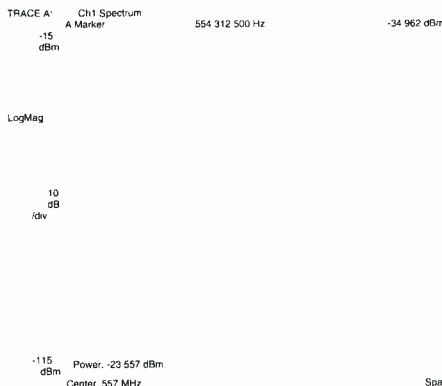 TRACE A: Ch1 Spectrum
A Marker 554 312 500 Hz -34 962 dBm
-15
dBm
LogMag
10
dB
/div
-115
dBm
Power. -23 557 dBm
Center. 557 MHz Spa